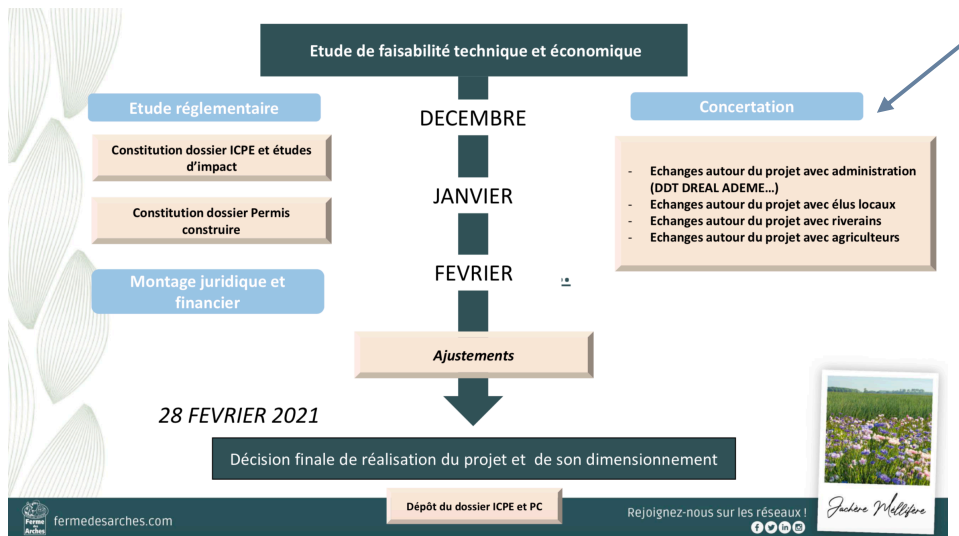 Etude de faisabilité technique et économique
Etude réglementaire
Constitution dossier ICPE et études
d'impact
Constitution dossier Permis
construire
Montage juridique et
financier
DECEMBRE
JANVIER
FEVRIER
Concertation
- Echanges autour du projet avec administration
(DDT DREAL ADEME...)
- Echanges autour du projet avec élus locaux
- Echanges autour du projet avec riverains
- Echanges autour du projet avec agriculteurs
Ajustements
28 FEVRIER 2021
Décision finale de réalisation du projet et de son dimensionnement
Dépôt du dossier ICPE et PC
Ferme
des
Arches
fermedesarches.com
Rejoignez-nous sur les réseaux !
Jachère Mellifère